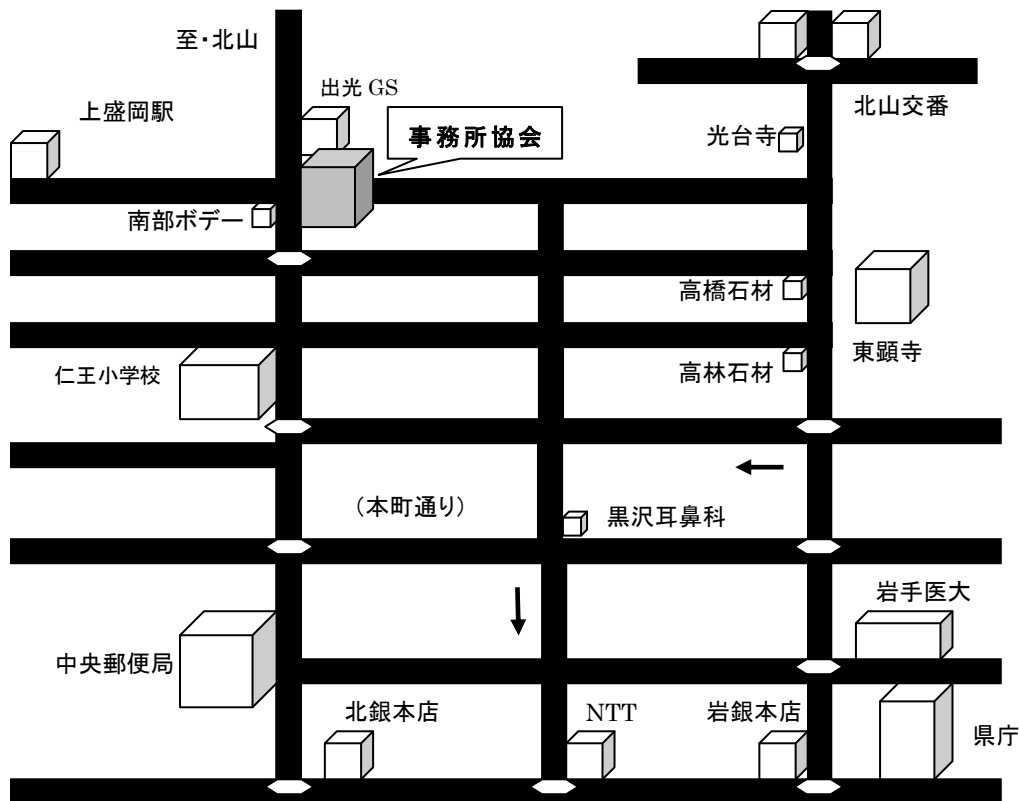 至・北山
出光 GS
上盛岡駅
北山交番
事務所協会
光台寺
南部ボデー
高橋石材
東顕寺
仁王小学校
高林石材
（本町通り）
黒沢耳鼻科
岩手医大
中央郵便局
北銀本店
NTT
岩銀本店
県庁